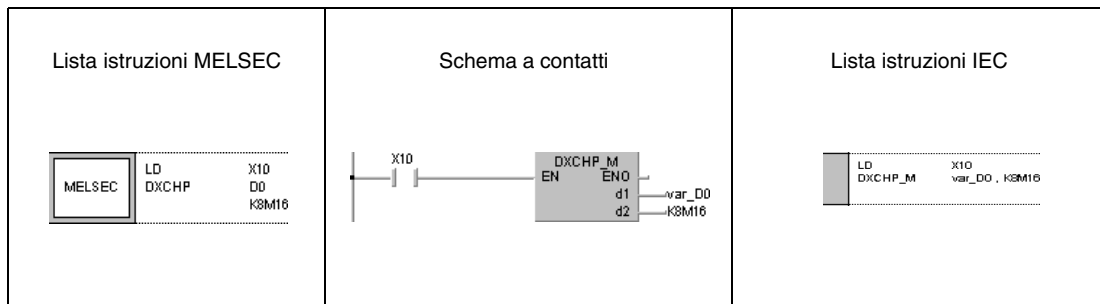 Lista istruzioni MELSEC
MELSEC
LD X10
DXCHP D0
K8M16
Schema a contatti
X10
DXCHP_M
EN ENO
d1 var_D0
d2 K8M16
Lista istruzioni IEC
LD X10
DXCHP_M var_D0 , K8M16